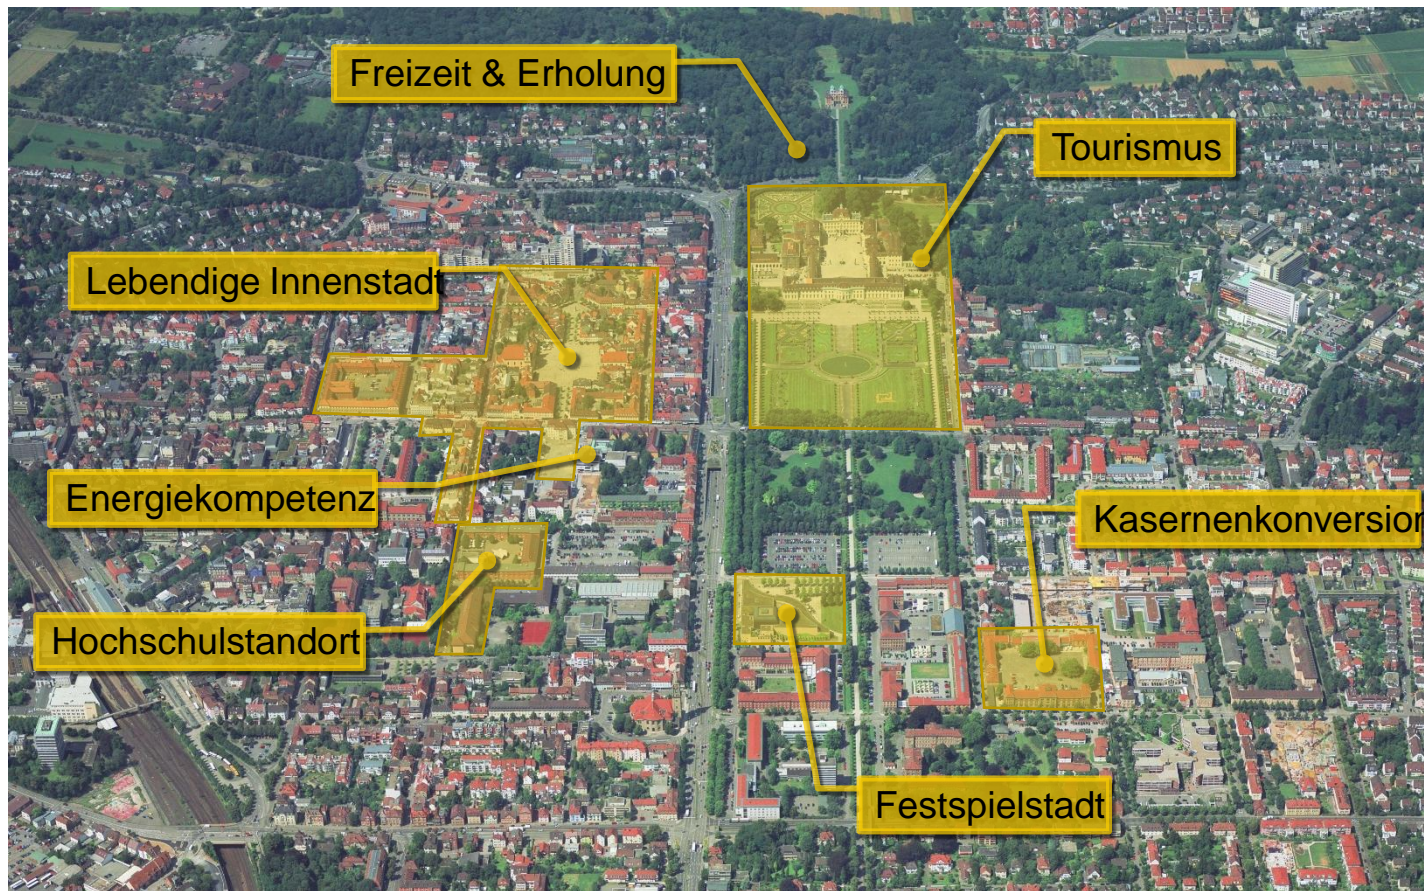 Freizeit & Erholung
Tourismus
Lebendige Innenstadt
Energiekompetenz
Kasernenkonversion
Hochschulstandort
Festspielstadt